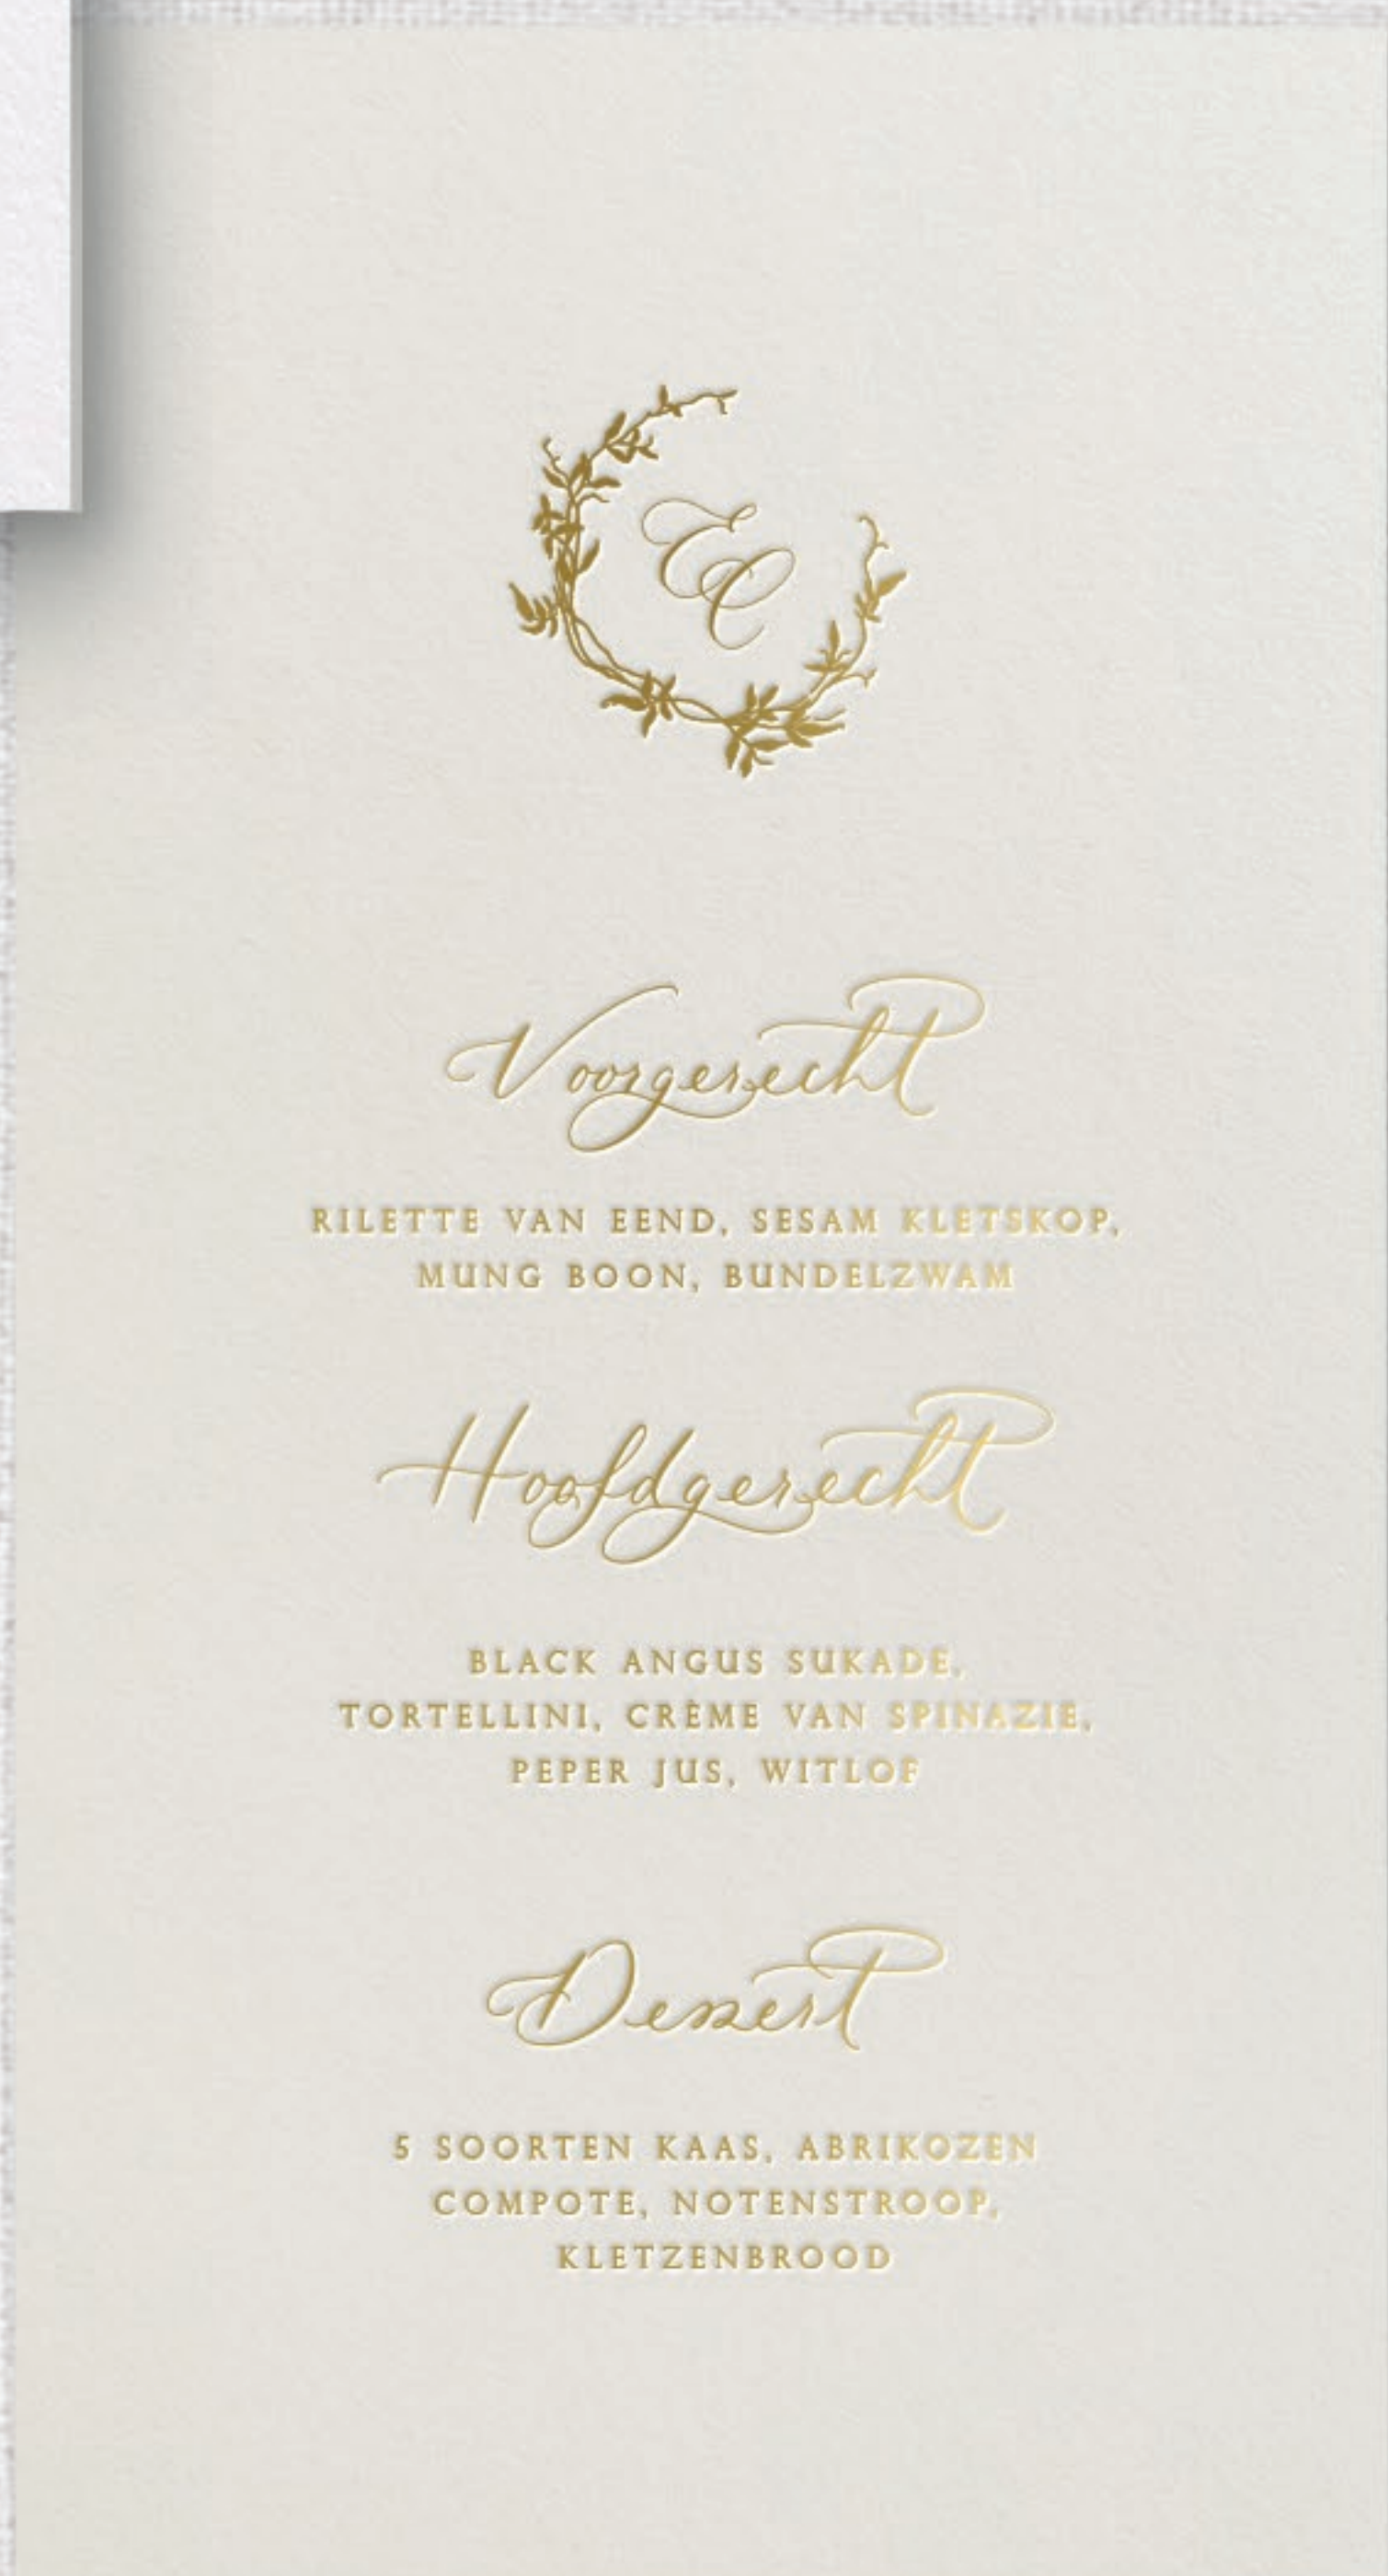 EC
Voorgerecht
RILETTE VAN EEND, SESAM KLETSKOP,
MUNG BOON, BUNDELZWAM
Hoofdgerecht
BLACK ANGUS SUKADE,
TORTELLINI, CRÈME VAN SPINAZIE,
PEPER JUS, WITLOF
Dessert
5 SOORTEN KAAS, ABRIKOZEN
COMPOTE, NOTENSTROOP,
KLETZENBROOD